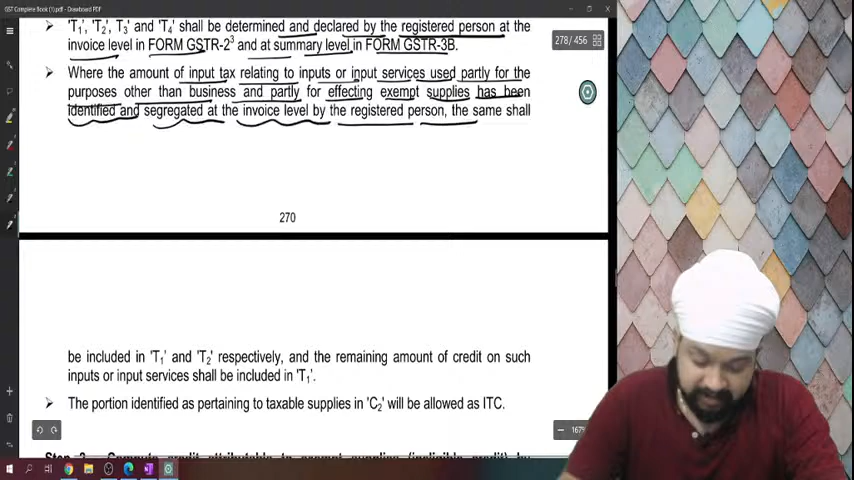 GST Complete Book (1).pdf - Drawboard PDF
➤ 'T₁', 'T₂', T₃' and 'T₄' shall be determined and declared by the registered person at the
invoice level in FORM GSTR-2³ and at summary level in FORM GSTR-3B.
278/ 456
➤ Where the amount of input tax relating to inputs or input services used partly for the
purposes other than business and partly for effecting exempt supplies has been
identified and segregated at the invoice level by the registered person, the same shall
270
be included in 'T₁' and 'T₂' respectively, and the remaining amount of credit on such
inputs or input services shall be included in 'T₁'.
➤ The portion identified as pertaining to taxable supplies in 'C₂' will be allowed as ITC.
167%